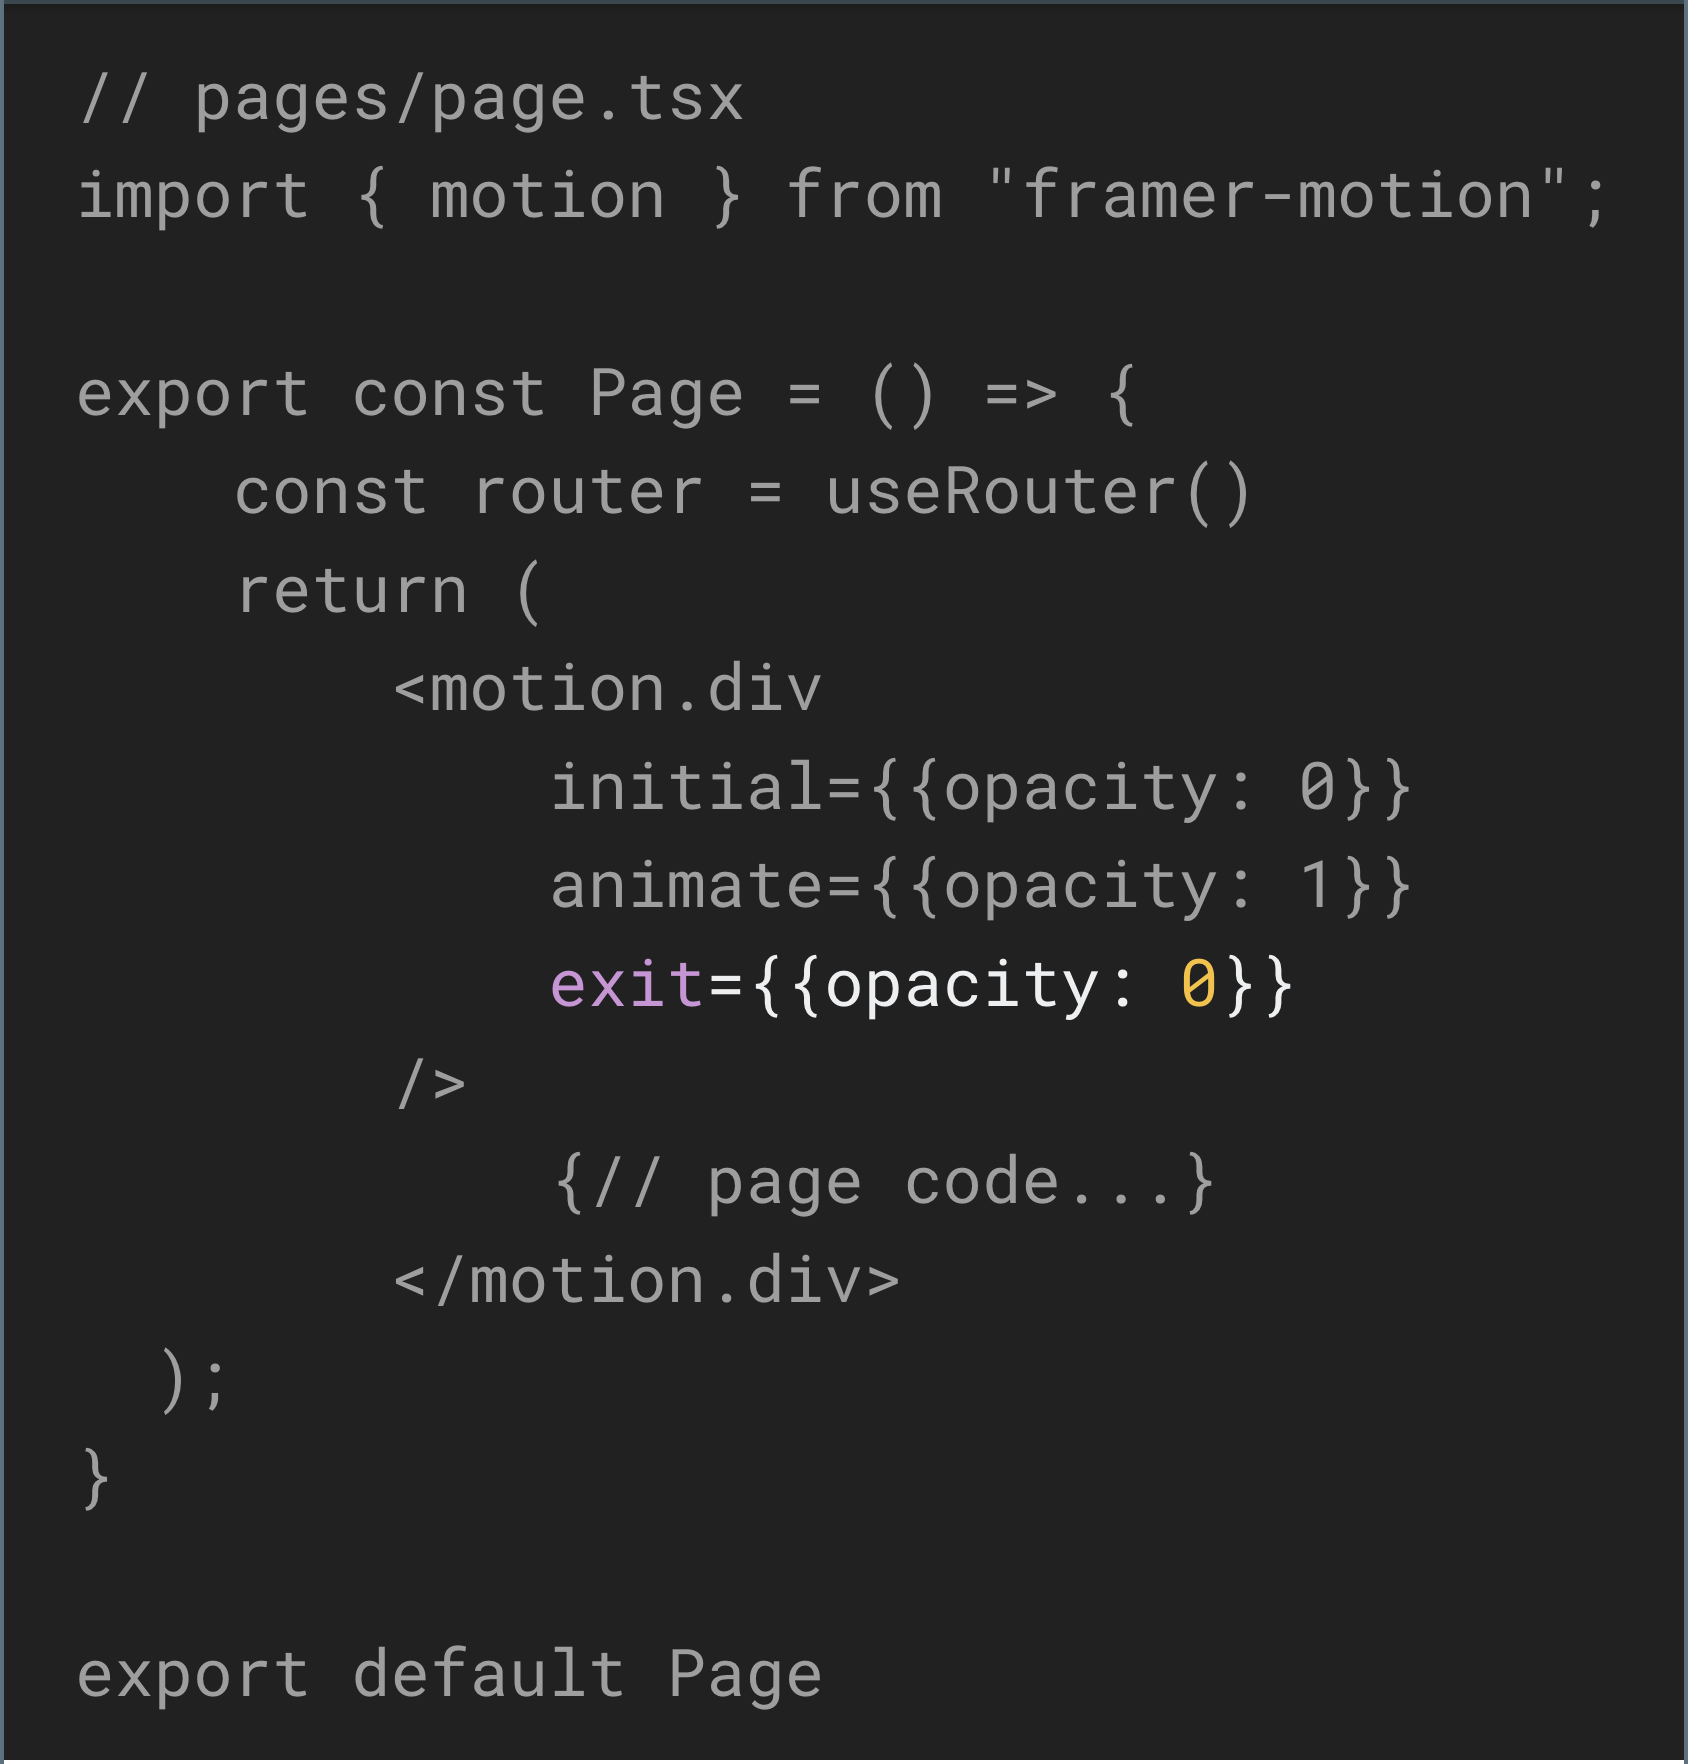 // pages/page.tsx
import { motion } from "framer-motion";
export const Page = () => {
    const router = useRouter()
    return (
        <motion.div
            initial={{opacity: 0}}
            animate={{opacity: 1}}
            exit={{opacity: 0}}
        />
            {// page code...}
        </motion.div>
  );
}
export default Page